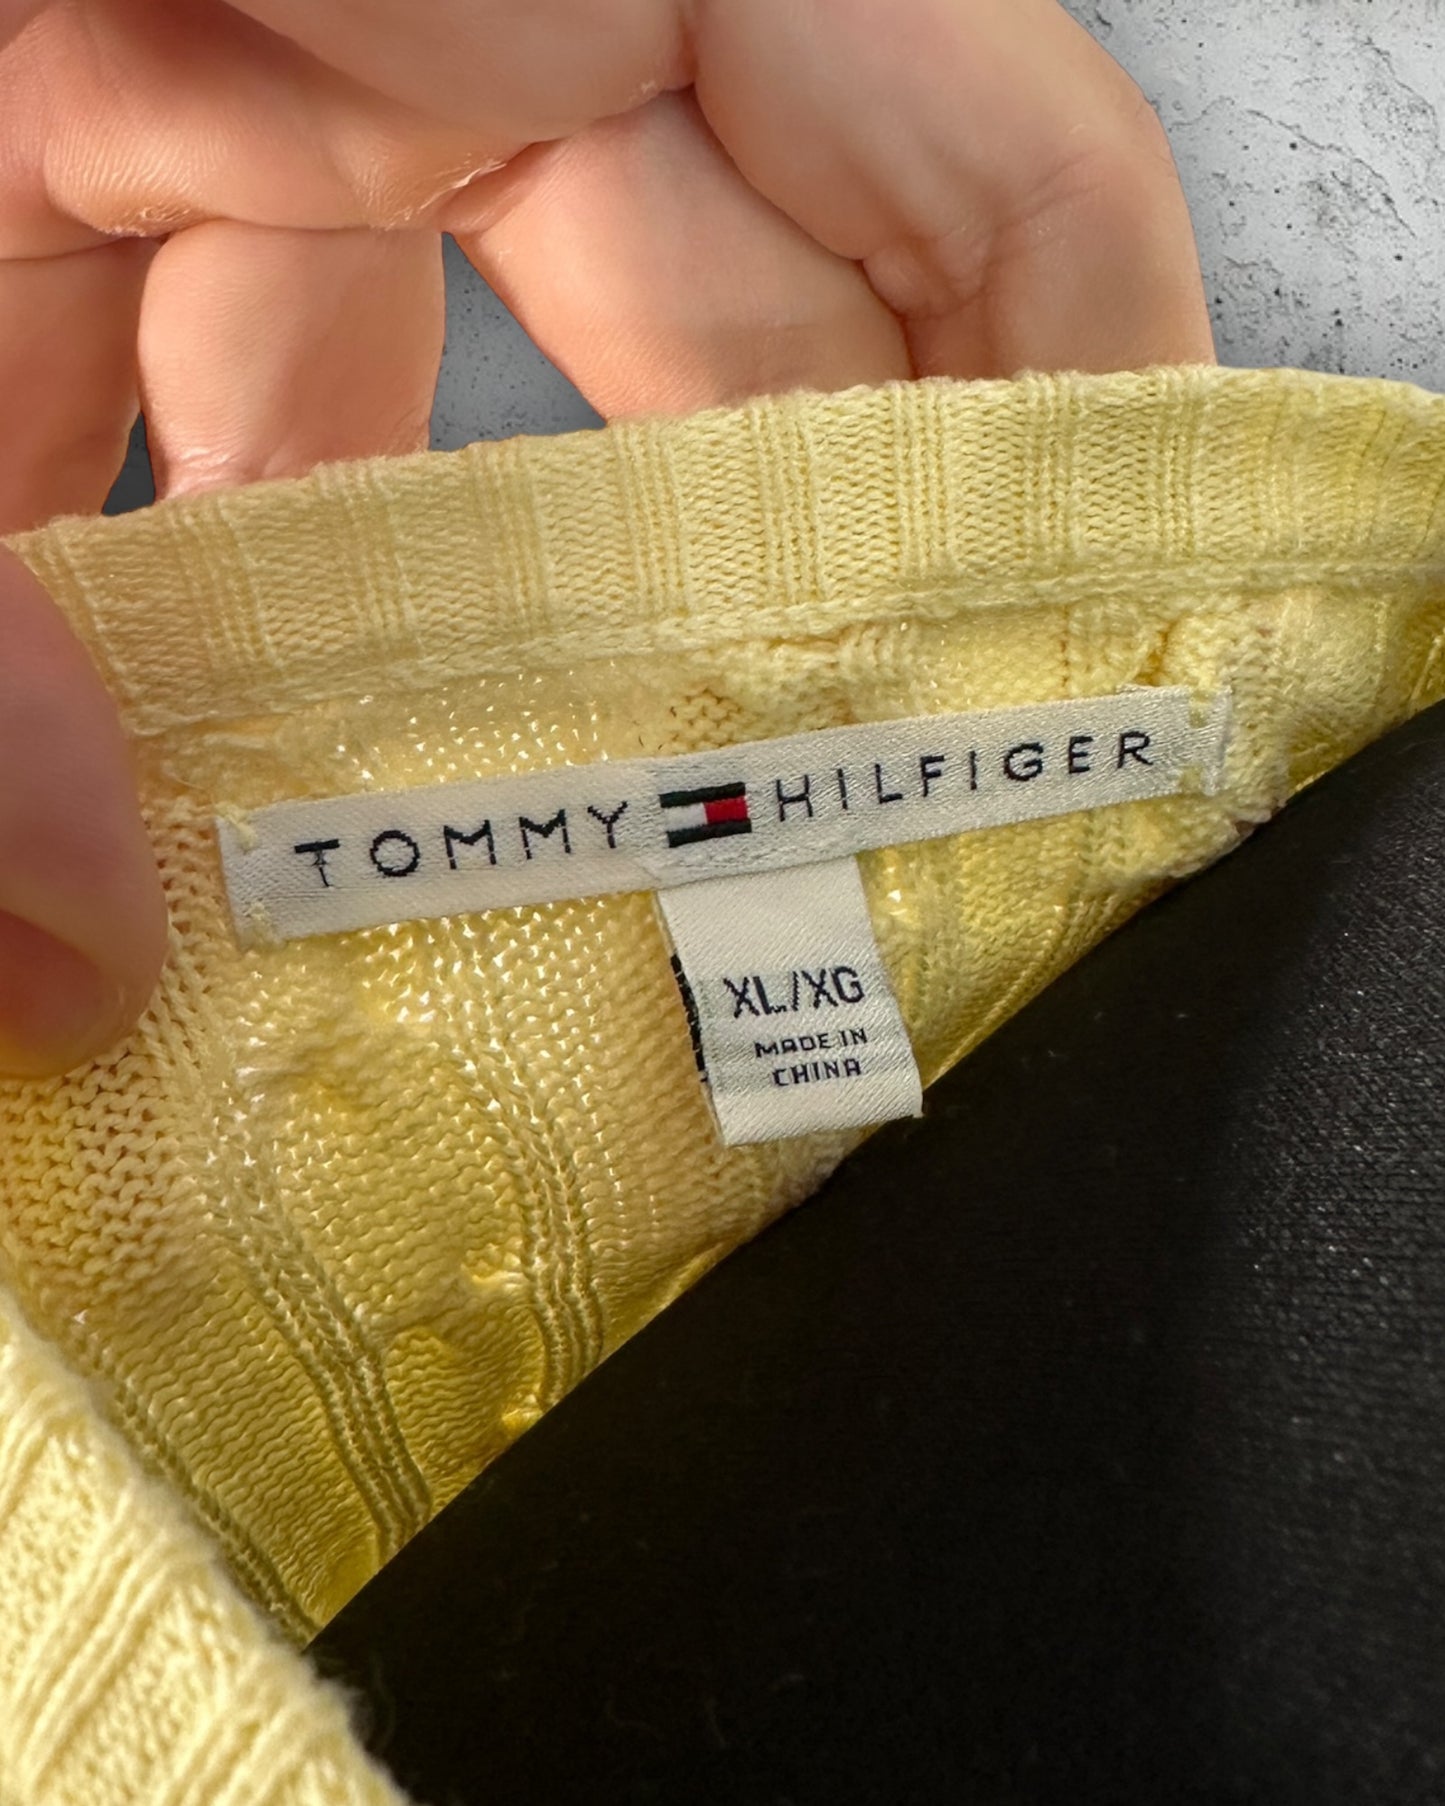 TOMMY HILFIGER
XL/XG
MADE IN
CHINA